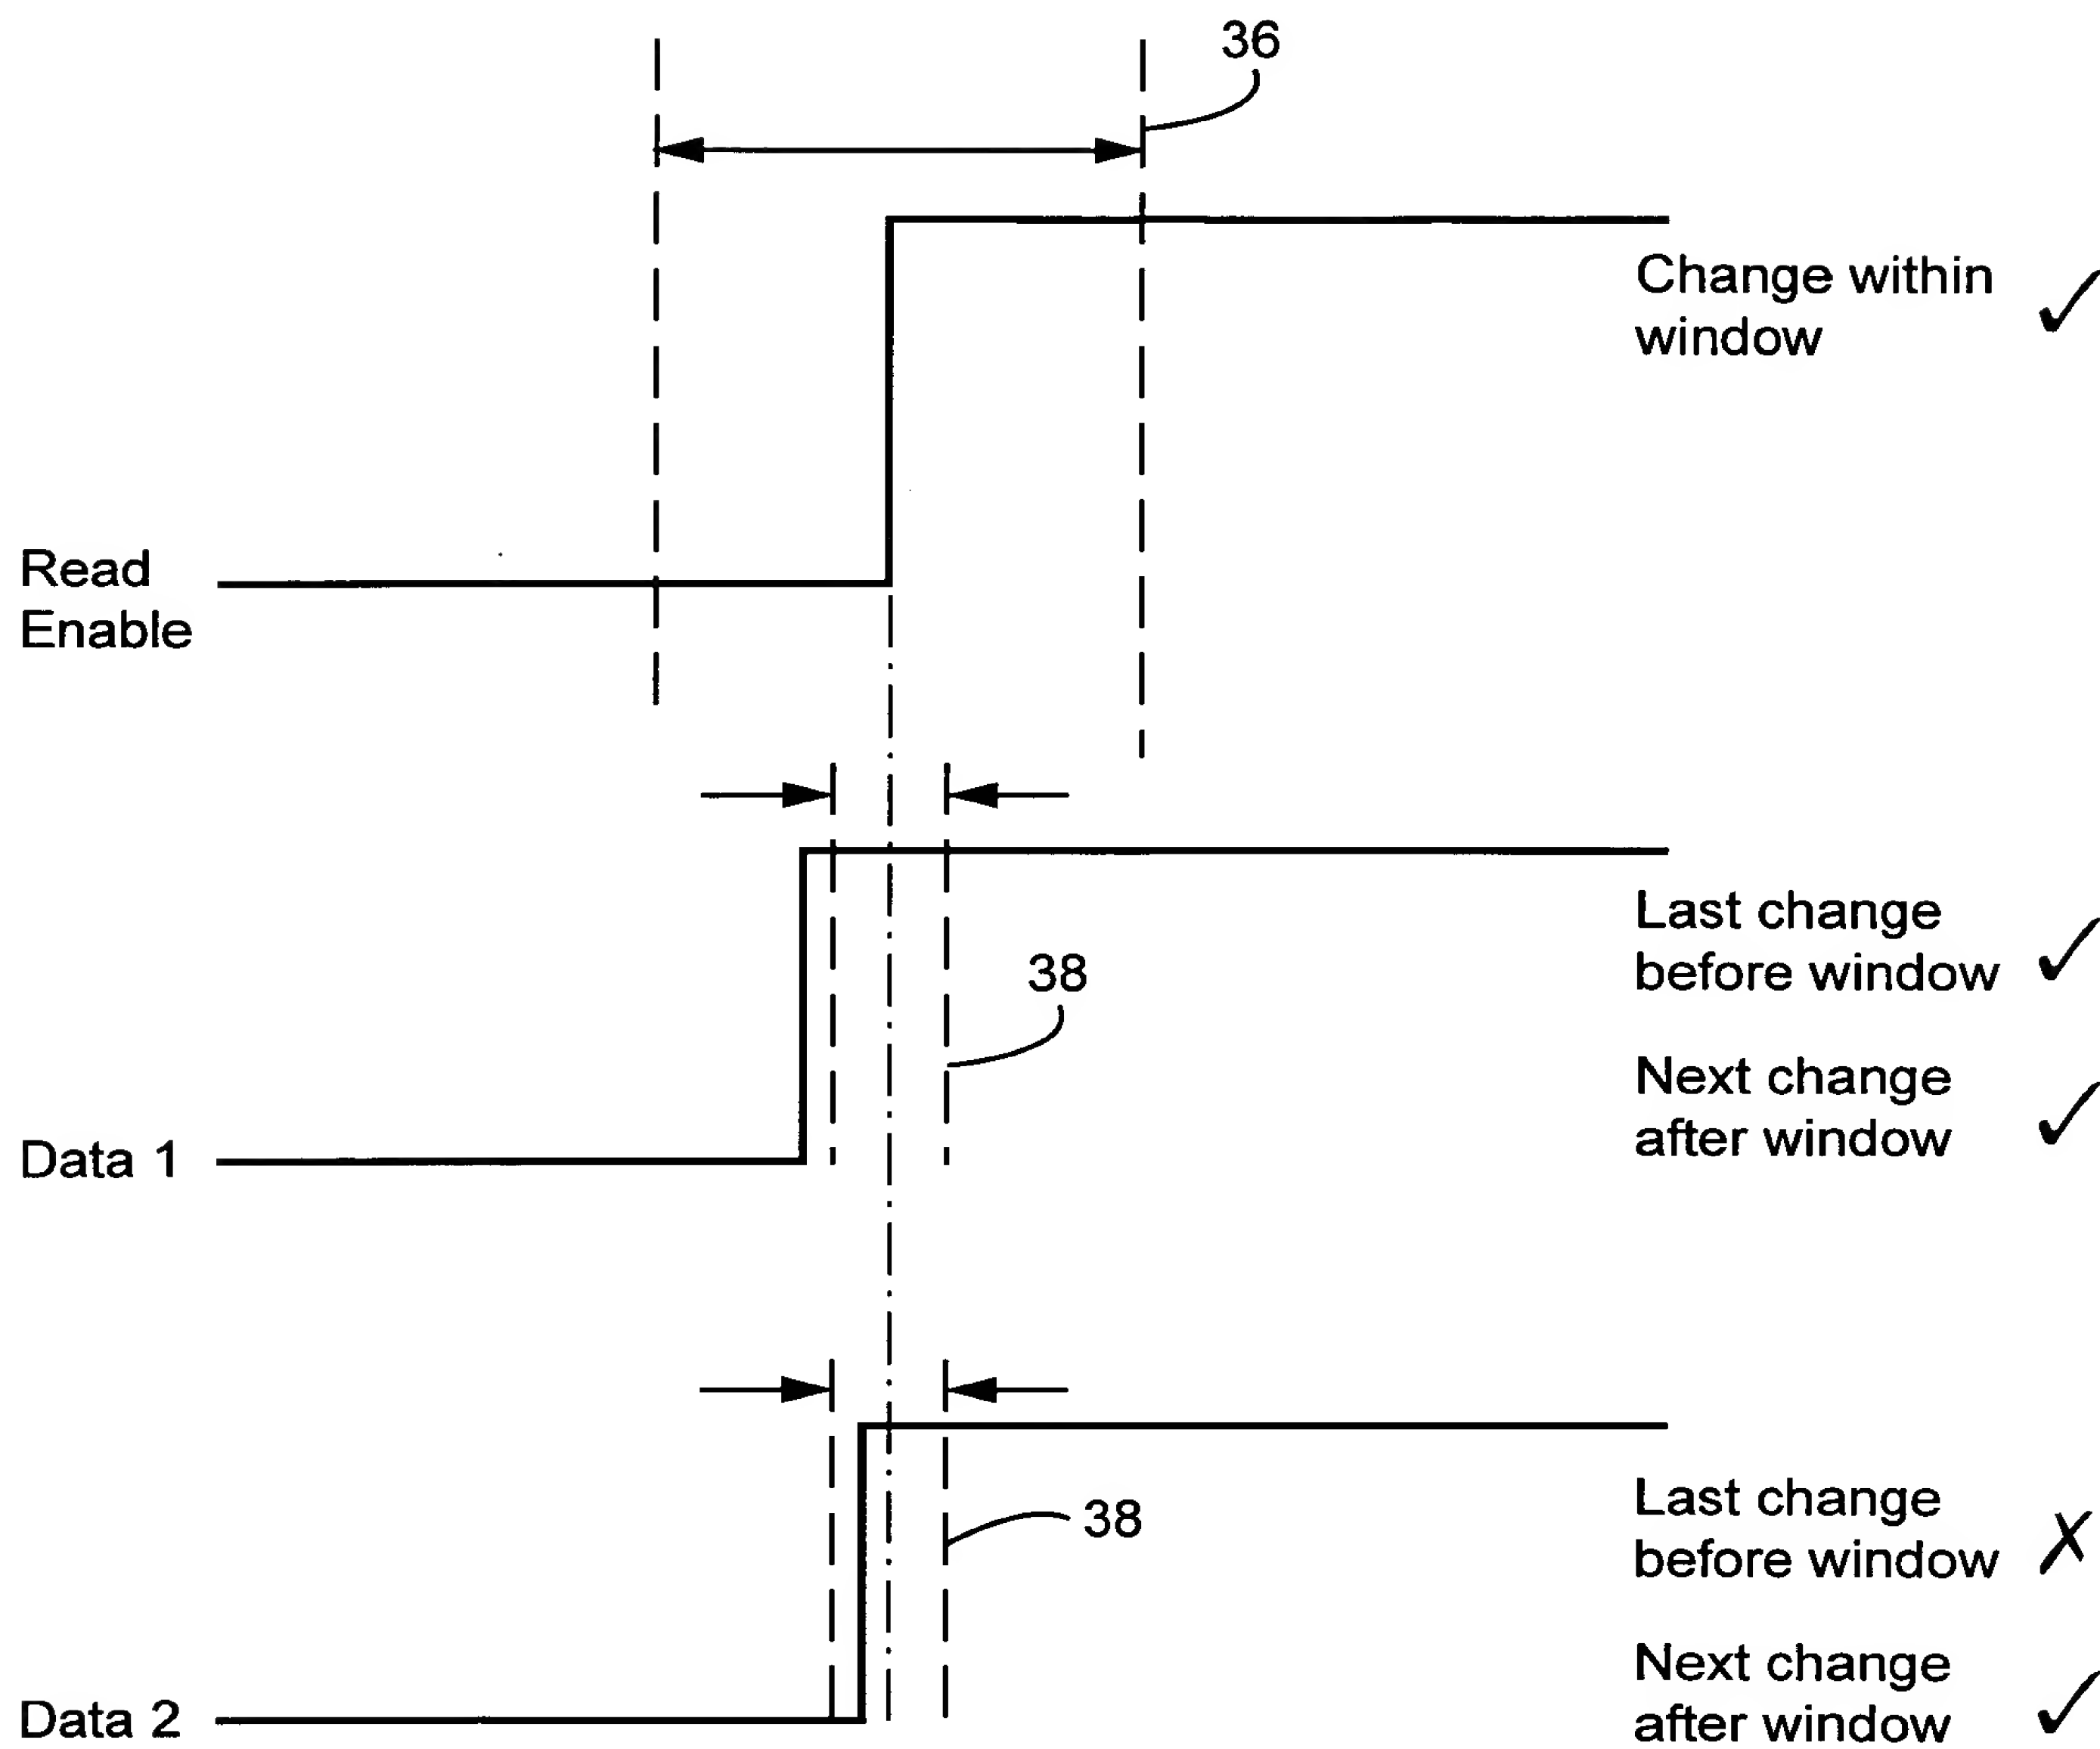 36
Change within ✓
window
Read
Enable
Last change
before window ✓
38
Next change
after window ✓
Data 1
Last change
before window ✗
38
Next change
after window ✓
Data 2